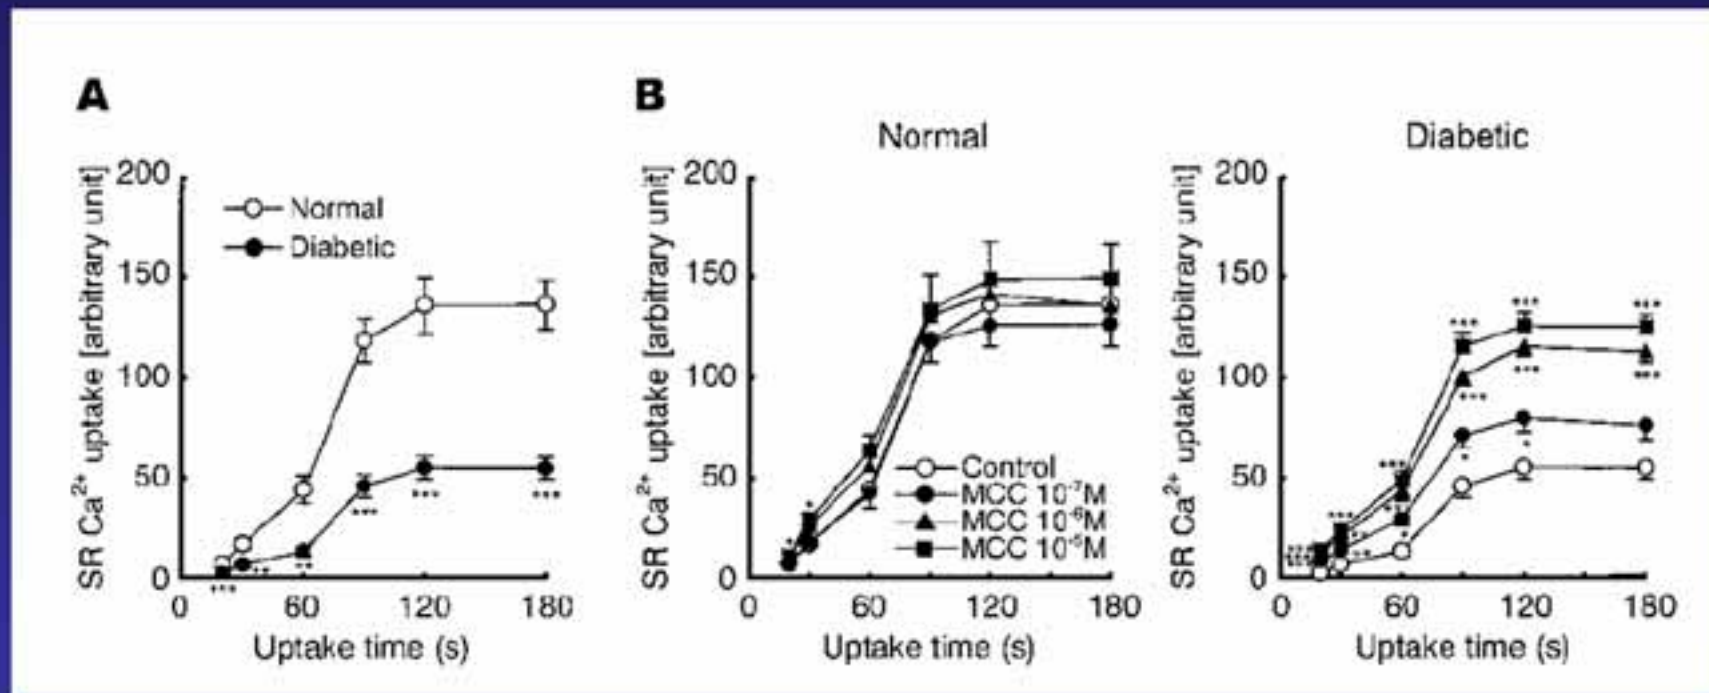 A
SR Ca²⁺ uptake [arbitrary unit]
200
150
100
50
0
Normal
Diabetic
***
**
**
***
***
***
0 60 120 180
Uptake time (s)
B
Normal
SR Ca²⁺ uptake [arbitrary unit]
200
150
100
50
0
*
*
Control
MCC 10⁻⁷M
MCC 10⁻⁶M
MCC 10⁻⁵M
0 60 120 180
Uptake time (s)
Diabetic
SR Ca²⁺ uptake [arbitrary unit]
200
150
100
50
0
***
***
***
***
***
***
***
***
*
*
*
0 60 120 180
Uptake time (s)